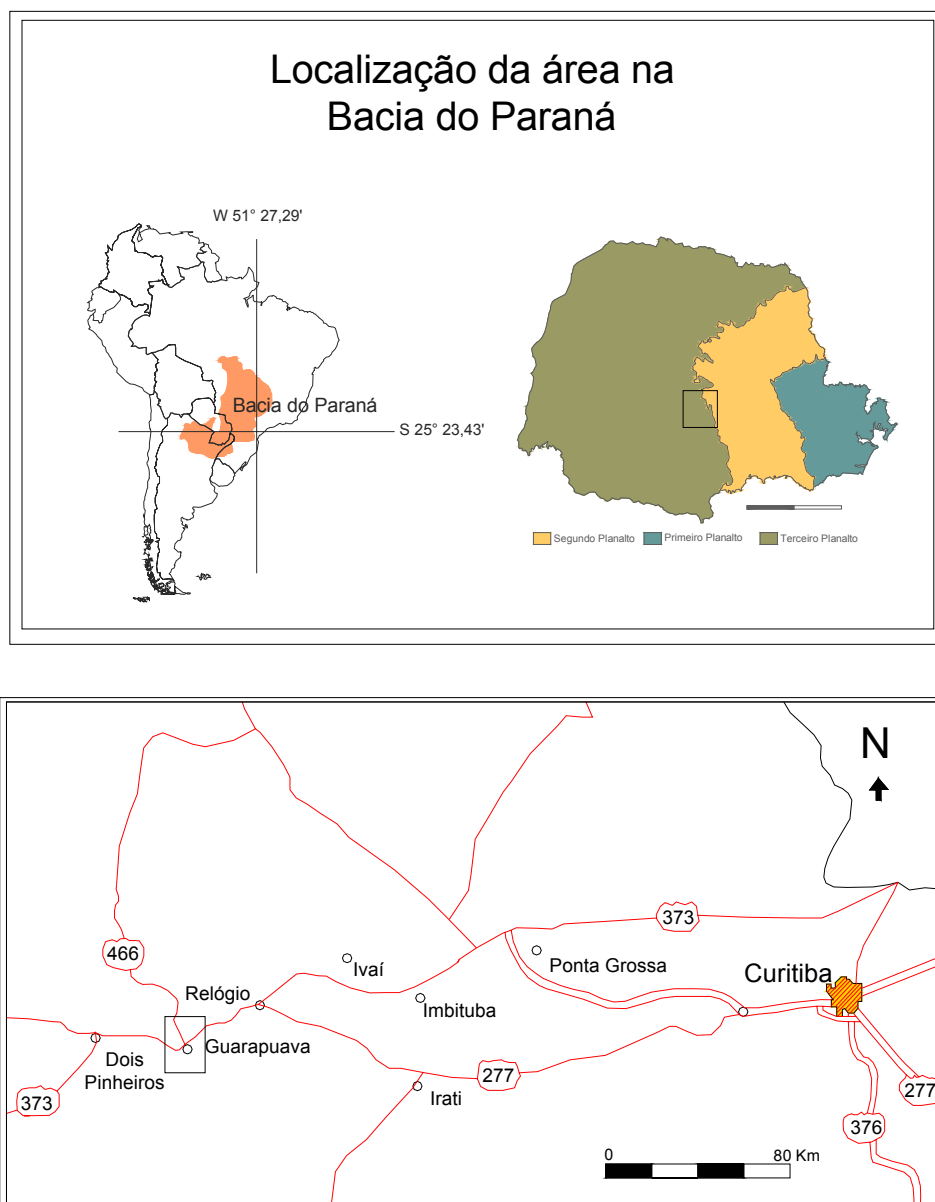 Localização da área na
Bacia do Paraná
W 51° 27,29'
Bacia do Paraná
S 25° 23,43'
Segundo Planalto
Primeiro Planalto
Terceiro Planalto
N
373
466
Ivaí
Ponta Grossa
Curitiba
Relógio
Imbituba
Guarapuava
Dois
Pinheiros
277
Irati
373
277
376
0
80 Km